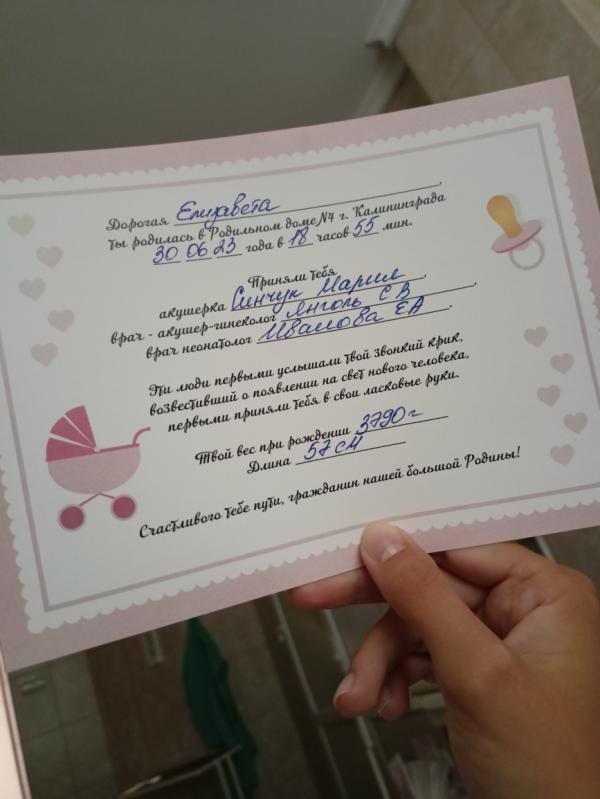 Дорогая Елизавета,
ты родилась в Родильном доме №4 г. Калининграда
30 06 23 года в 18 часов 55 мин.
Приняли тебя
акушерка Синчук Мария,
врач - акушер-гинеколог Янголь С В,
врач неонатолог Иванова ЕА.
Эти люди первыми услышали твой звонкий крик,
возвестивший о появлении на свет нового человека,
первыми приняли тебя в свои ласковые руки.
Твой вес при рождении 3790 г
Длина 57 см
Счастливого тебе пути, гражданин нашей большой Родины!